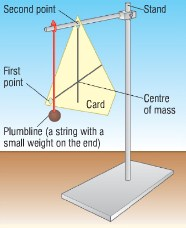 Second point
Stand
First
point
Card
Centre
of mass
Plumbline (a string with a
small weight on the end)